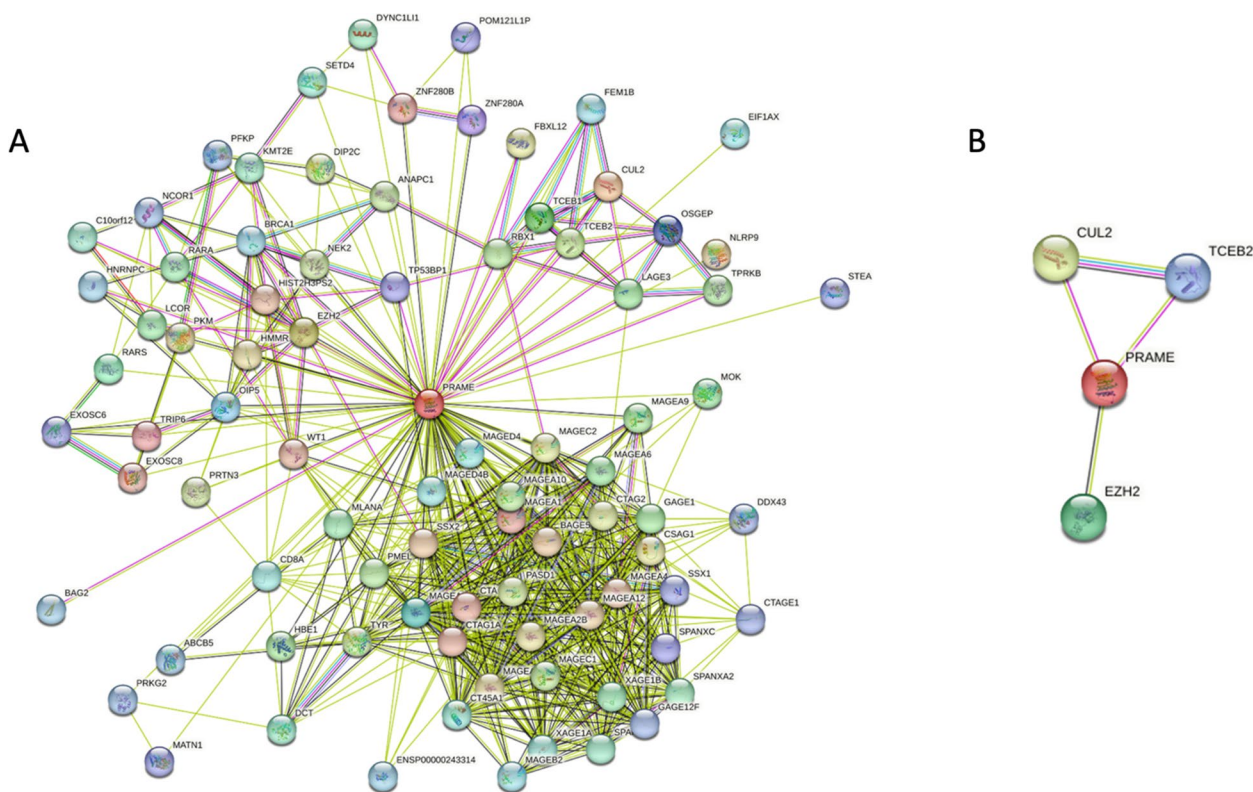 A
B
DYNC1LI1
POM121L1P
SETD4
ZNF280B
ZNF280A
FEM1B
EIF1AX
FBXL12
PFKP
KMT2E
DIP2C
ANAPC1
CUL2
NCOR1
TCEB1
OSGEP
C10orf12
BRCA1
TCEB2
NLRP9
RARA
NEK2
RBX1
HNRNPC
HIST2H3PS2
TP53BP1
LAGE3
TPRKB
STEA
LCOR
PKM
EZH2
HMMR
RARS
OIP5
PRAME
MOK
EXOSC6
TRIP6
WT1
MAGED4
MAGEC2
MAGEA9
EXOSC8
PRTN3
MAGED4B
MAGEA10
MAGEA6
MLANA
MAGEA1
CTAG2
GAGE1
DDX43
SSX2
BAGE5
CSAG1
CD8A
PMEL
PASD1
MAGEA4
SSX1
BAG2
MAGEA
CTA
MAGEA12
CTAGE1
ABCB5
HBE1
TYR
CTAG1A
MAGEA2B
SPANXC
PRKG2
MAGEA
MAGEC1
XAGE1B
SPANXA2
DCT
CT45A1
GAGE12F
MATN1
XAGE1A
SPA
ENSP00000243314
MAGEB2
CUL2
TCEB2
PRAME
EZH2